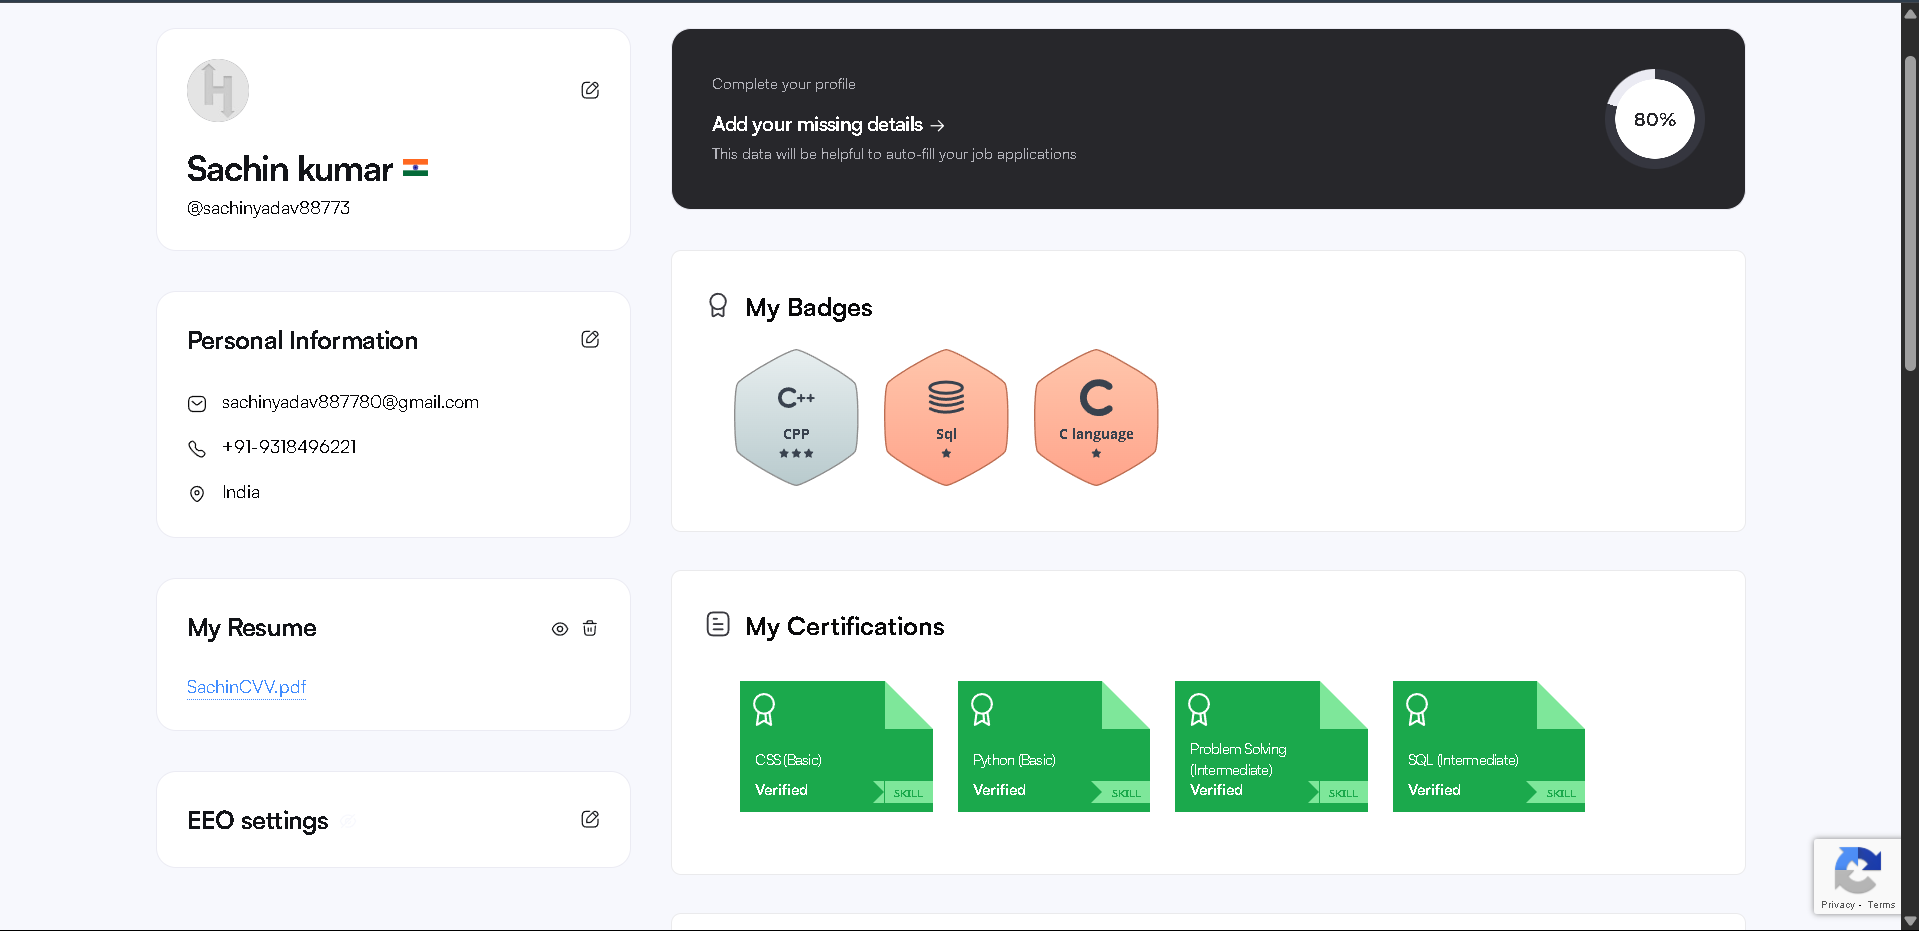 Sachin kumar
@sachinyadav88773
Personal Information
sachinyadav887780@gmail.com
+91-9318496221
India
My Resume
SachinCVV.pdf
EEO settings
Complete your profile
Add your missing details →
This data will be helpful to auto-fill your job applications
80%
My Badges
C++
CPP
Sql
C
C language
My Certifications
CSS (Basic)
Verified
SKILL
Python (Basic)
Verified
SKILL
Problem Solving
(Intermediate)
Verified
SKILL
SQL (Intermediate)
Verified
SKILL
Privacy - Terms